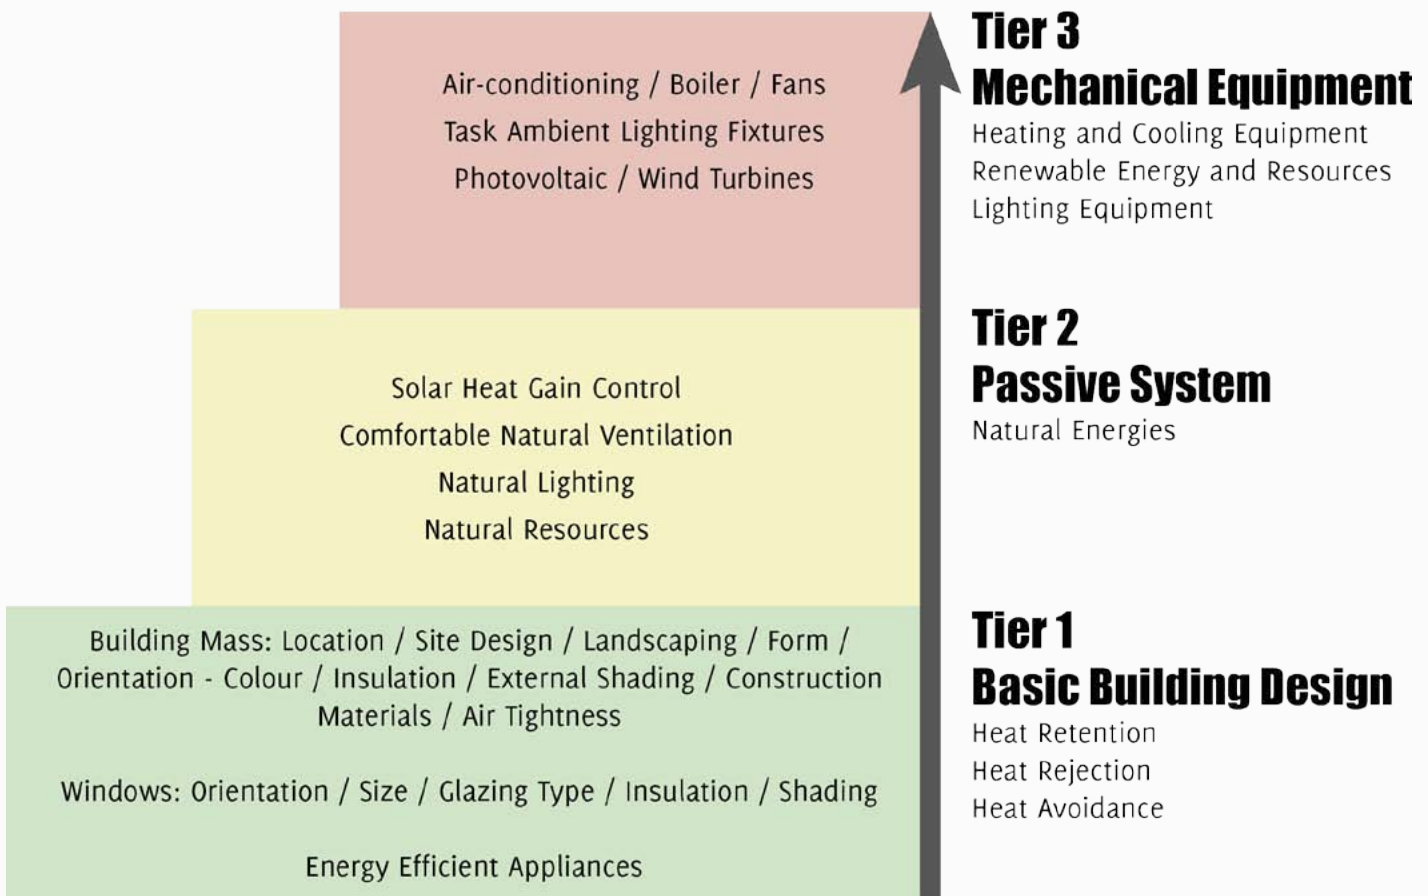 Air-conditioning / Boiler / Fans
Task Ambient Lighting Fixtures
Photovoltaic / Wind Turbines
Tier 3
Mechanical Equipment
Heating and Cooling Equipment
Renewable Energy and Resources
Lighting Equipment
Solar Heat Gain Control
Comfortable Natural Ventilation
Natural Lighting
Natural Resources
Tier 2
Passive System
Natural Energies
Building Mass: Location / Site Design / Landscaping / Form /
Orientation - Colour / Insulation / External Shading / Construction
Materials / Air Tightness
Windows: Orientation / Size / Glazing Type / Insulation / Shading
Energy Efficient Appliances
Tier 1
Basic Building Design
Heat Retention
Heat Rejection
Heat Avoidance